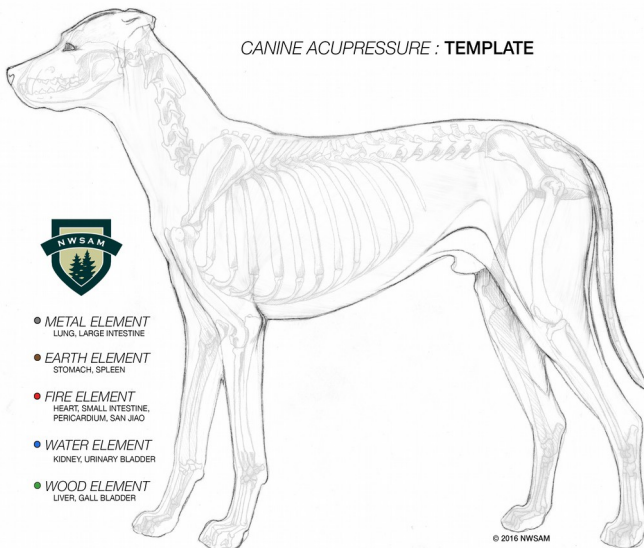 CANINE ACUPRESSURE : TEMPLATE
NWSAM
METAL ELEMENT
LUNG, LARGE INTESTINE
EARTH ELEMENT
STOMACH, SPLEEN
FIRE ELEMENT
HEART, SMALL INTESTINE,
PERICARDIUM, SAN JIAO
WATER ELEMENT
KIDNEY, URINARY BLADDER
WOOD ELEMENT
LIVER, GALL BLADDER
© 2016 NWSAM